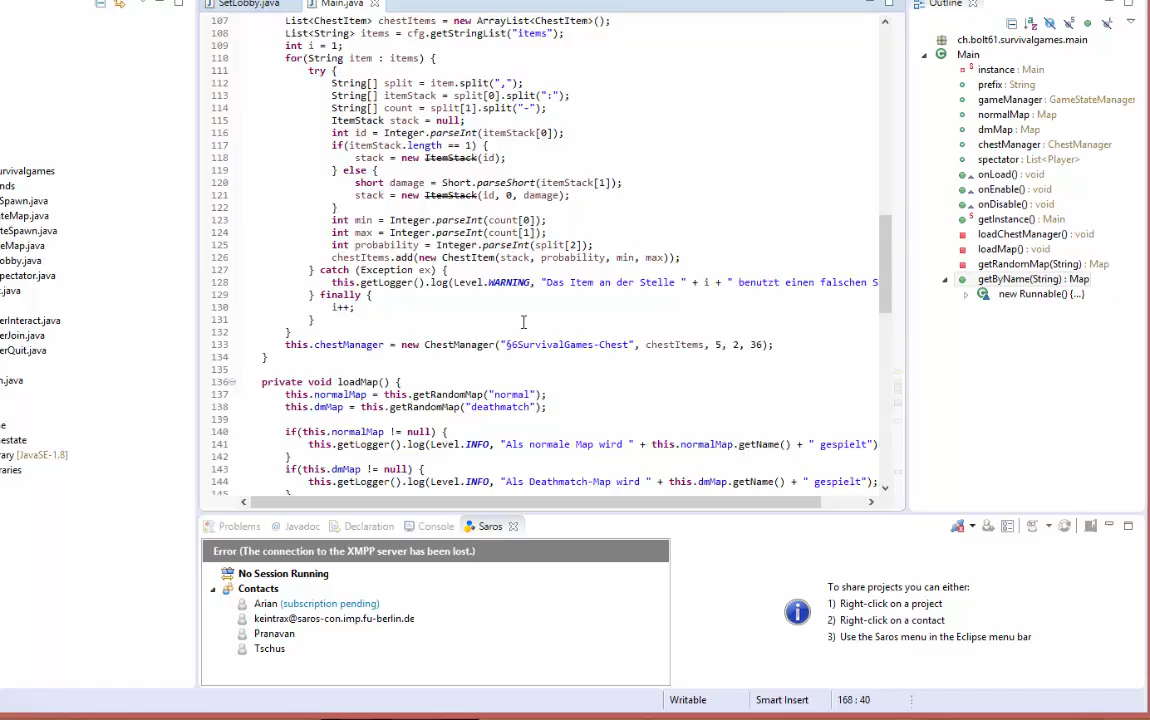 SetLobby.java
Main.java
Outline
107 List<ChestItem> chestItems = new ArrayList<ChestItem>();
108 List<String> items = cfg.getStringList("items");
109 int i = 1;
110 for(String item : items) {
111 try {
112 String[] split = item.split(",");
113 String[] itemStack = split[0].split(":");
114 String[] count = split[1].split("-");
115 ItemStack stack = null;
116 int id = Integer.parseInt(itemStack[0]);
117 if(itemStack.length == 1) {
118 stack = new ItemStack(id);
119 } else {
120 short damage = Short.parseShort(itemStack[1]);
121 stack = new ItemStack(id, 0, damage);
122 }
123 int min = Integer.parseInt(count[0]);
124 int max = Integer.parseInt(count[1]);
125 int probability = Integer.parseInt(split[2]);
126 chestItems.add(new ChestItem(stack, probability, min, max));
127 } catch (Exception ex) {
128 this.getLogger().log(Level.WARNING, "Das Item an der Stelle " + i + " benutzt einen falschen S
129 } finally {
130 i++;
131 }
132 }
133 this.chestManager = new ChestManager("§6SurvivalGames-Chest", chestItems, 5, 2, 36);
134 }
135
136 private void loadMap() {
137 this.normalMap = this.getRandomMap("normal");
138 this.dmMap = this.getRandomMap("deathmatch");
139
140 if(this.normalMap != null) {
141 this.getLogger().log(Level.INFO, "Als normale Map wird " + this.normalMap.getName() + " gespielt")
142 }
143 if(this.dmMap != null) {
144 this.getLogger().log(Level.INFO, "Als Deathmatch-Map wird " + this.dmMap.getName() + " gespielt");
145 }
urvivalgames
nds
Spawn.java
ateMap.java
teSpawn.java
eMap.java
ectator.java
t.java
erInteract.java
erJoin.java
erQuit.java
n.java
ne
nestate
rary [JavaSE-1.8]
raries
ch.bolt61.survivalgames.main
Main
instance : Main
prefix : String
gameManager : GameStateManager
normalMap : Map
dmMap : Map
chestManager : ChestManager
spectator : List<Player>
onLoad() : void
onEnable() : void
onDisable() : void
getInstance() : Main
loadChestManager() : void
loadMap() : void
getRandomMap(String) : Map
getByName(String) : Map
new Runnable() {...}
Problems
Javadoc
Declaration
Console
Saros
Error (The connection to the XMPP server has been lost.)
No Session Running
Contacts
Arian (subscription pending)
keintrax@saros-con.imp.fu-berlin.de
Pranavan
Tschus
To share projects you can either:
1) Right-click on a project
2) Right-click on a contact
3) Use the Saros menu in the Eclipse menu bar
Writable
Smart Insert
168 : 40